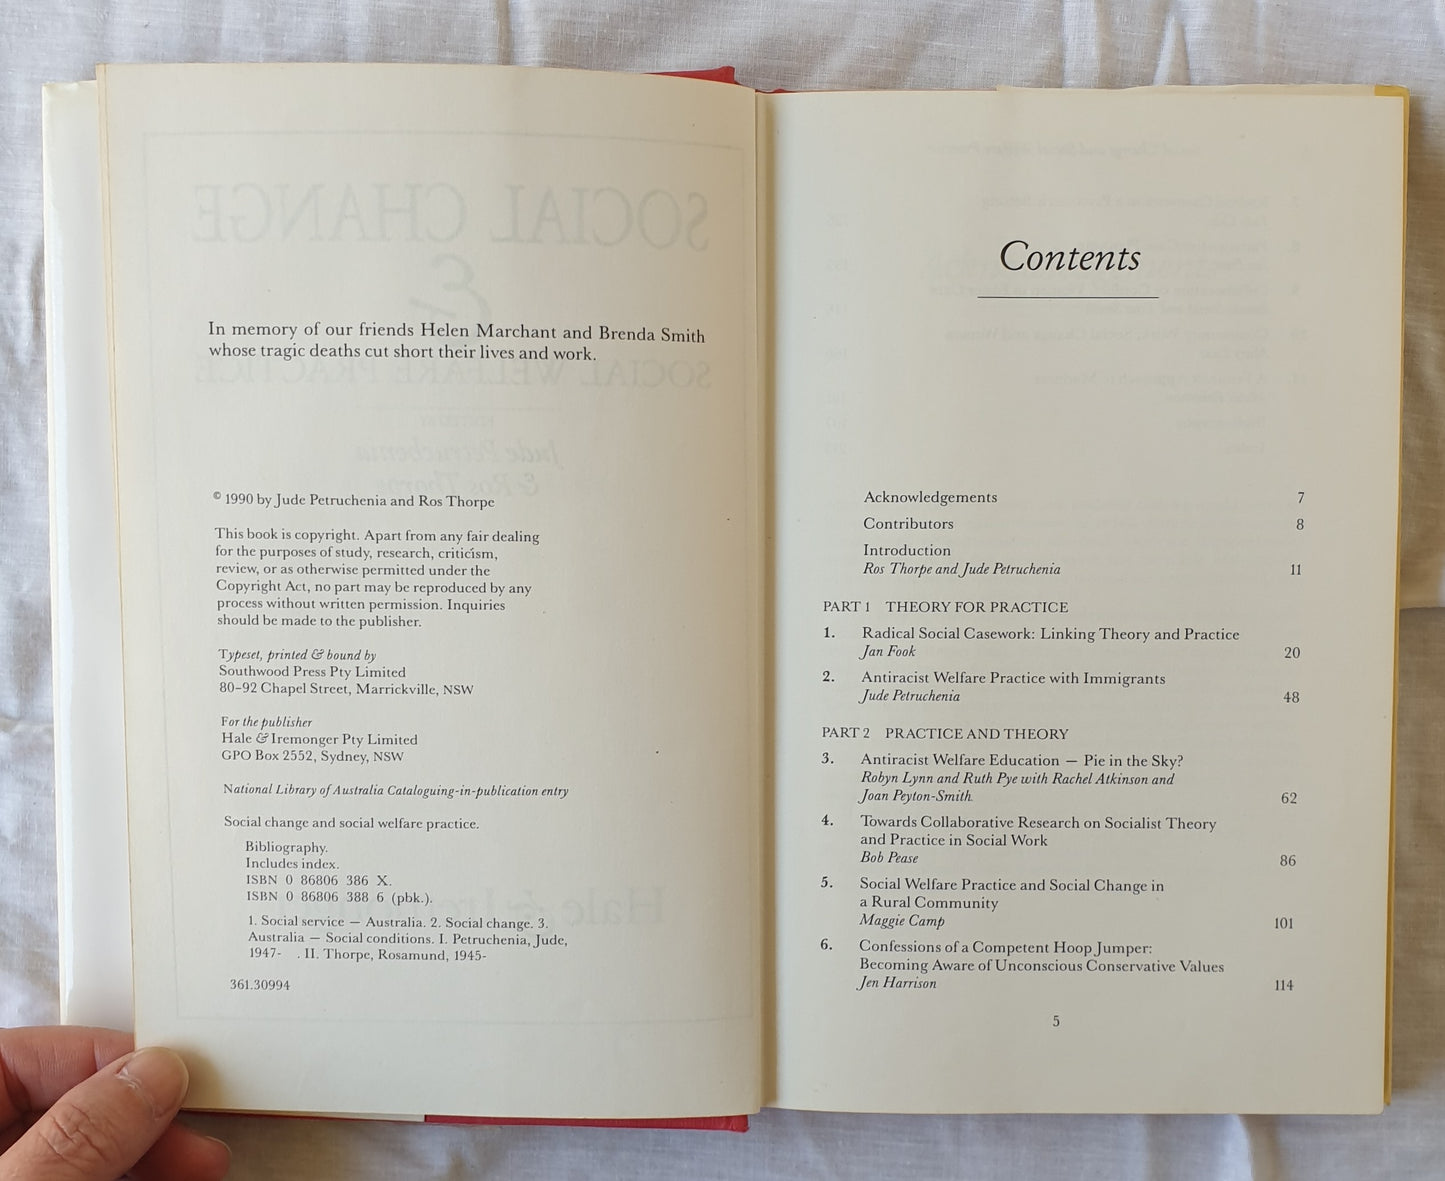 In memory of our friends Helen Marchant and Brenda Smith
whose tragic deaths cut short their lives and work.
© 1990 by Jude Petruchenia and Ros Thorpe
This book is copyright. Apart from any fair dealing
for the purposes of study, research, criticism,
review, or as otherwise permitted under the
Copyright Act, no part may be reproduced by any
process without written permission. Inquiries
should be made to the publisher.
Typeset, printed & bound by
Southwood Press Pty Limited
80–92 Chapel Street, Marrickville, NSW
For the publisher
Hale & Iremonger Pty Limited
GPO Box 2552, Sydney, NSW
National Library of Australia Cataloguing-in-publication entry
Social change and social welfare practice.
Bibliography.
Includes index.
ISBN 0 86806 386 X.
ISBN 0 86806 388 6 (pbk.).
1. Social service — Australia. 2. Social change. 3.
Australia — Social conditions. I. Petruchenia, Jude,
1947- . II. Thorpe, Rosamund, 1945-
361.30994
Contents
Acknowledgements 7
Contributors 8
Introduction
Ros Thorpe and Jude Petruchenia 11
PART 1 THEORY FOR PRACTICE
1. Radical Social Casework: Linking Theory and Practice
Jan Fook 20
2. Antiracist Welfare Practice with Immigrants
Jude Petruchenia 48
PART 2 PRACTICE AND THEORY
3. Antiracist Welfare Education — Pie in the Sky?
Robyn Lynn and Ruth Pye with Rachel Atkinson and
Joan Peyton-Smith 62
4. Towards Collaborative Research on Socialist Theory
and Practice in Social Work
Bob Pease 86
5. Social Welfare Practice and Social Change in
a Rural Community
Maggie Camp 101
6. Confessions of a Competent Hoop Jumper:
Becoming Aware of Unconscious Conservative Values
Jen Harrison 114
5